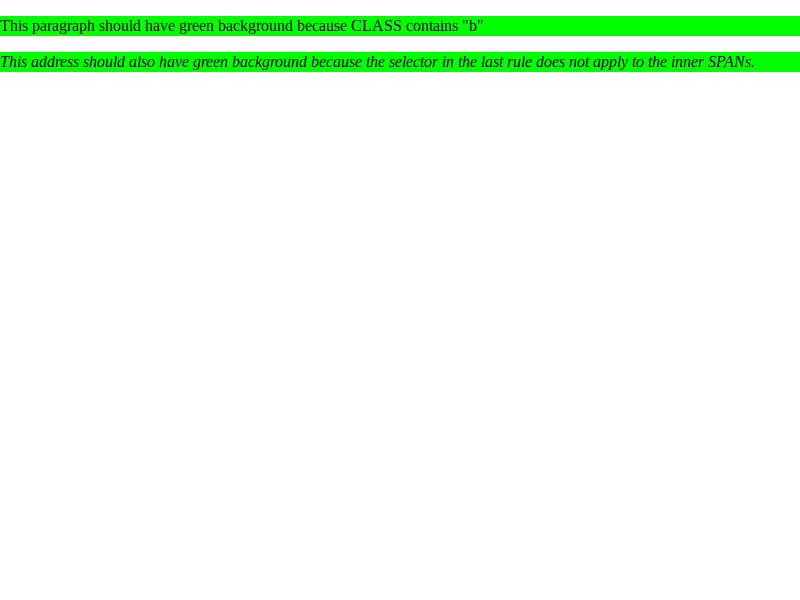 This paragraph should have green background because CLASS contains "b"
This address should also have green background because the selector in the last rule does not apply to the inner SPANs.